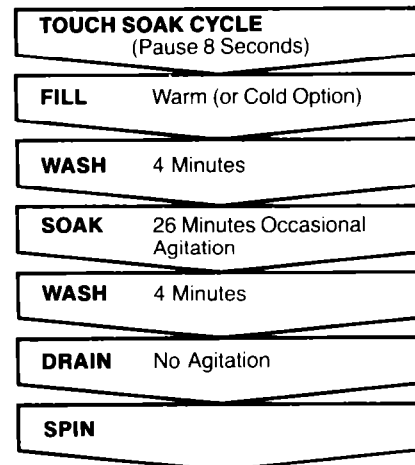 TOUCH SOAK CYCLE
(Pause 8 Seconds)
FILL Warm (or Cold Option)
WASH 4 Minutes
SOAK 26 Minutes Occasional
Agitation
WASH 4 Minutes
DRAIN No Agitation
SPIN